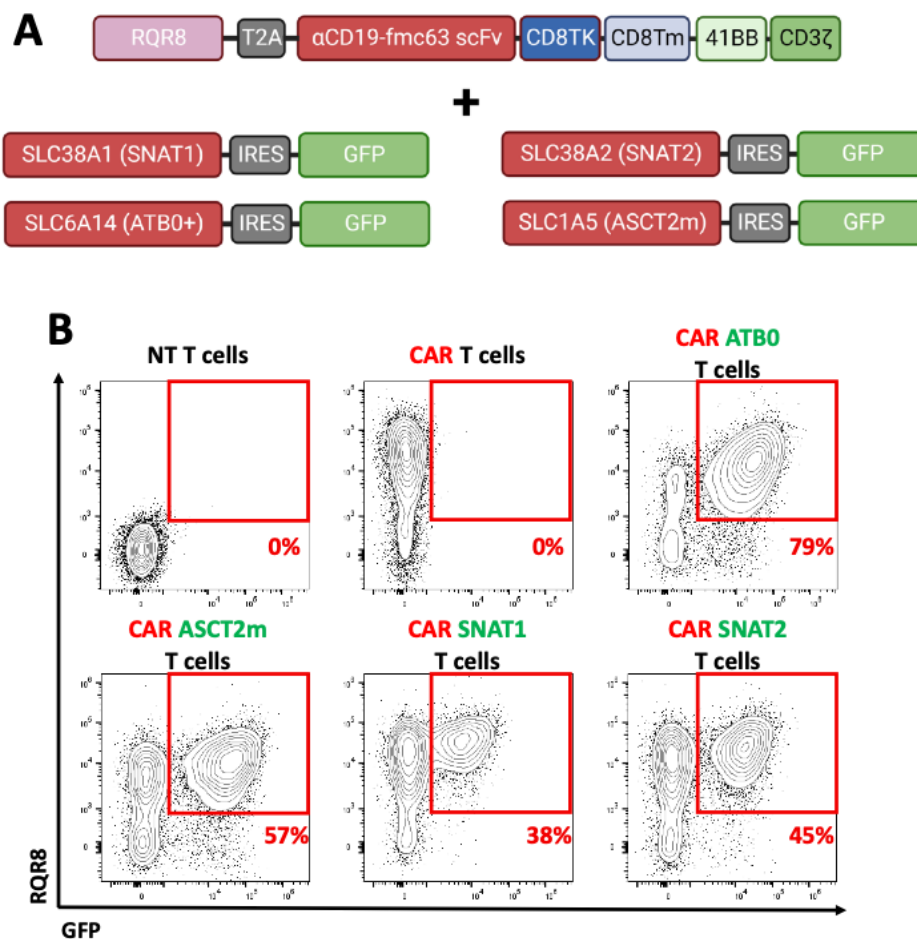 A
RQR8 T2A αCD19-fmc63 scFv CD8TK CD8Tm 41BB CD3ζ
+
SLC38A1 (SNAT1) IRES GFP SLC38A2 (SNAT2) IRES GFP
SLC6A14 (ATB0+) IRES GFP SLC1A5 (ASCT2m) IRES GFP
B
NT T cells
CAR T cells
CAR ATB0
T cells
0%
0%
79%
CAR ASCT2m
T cells
CAR SNAT1
T cells
CAR SNAT2
T cells
57%
38%
45%
RQR8
GFP